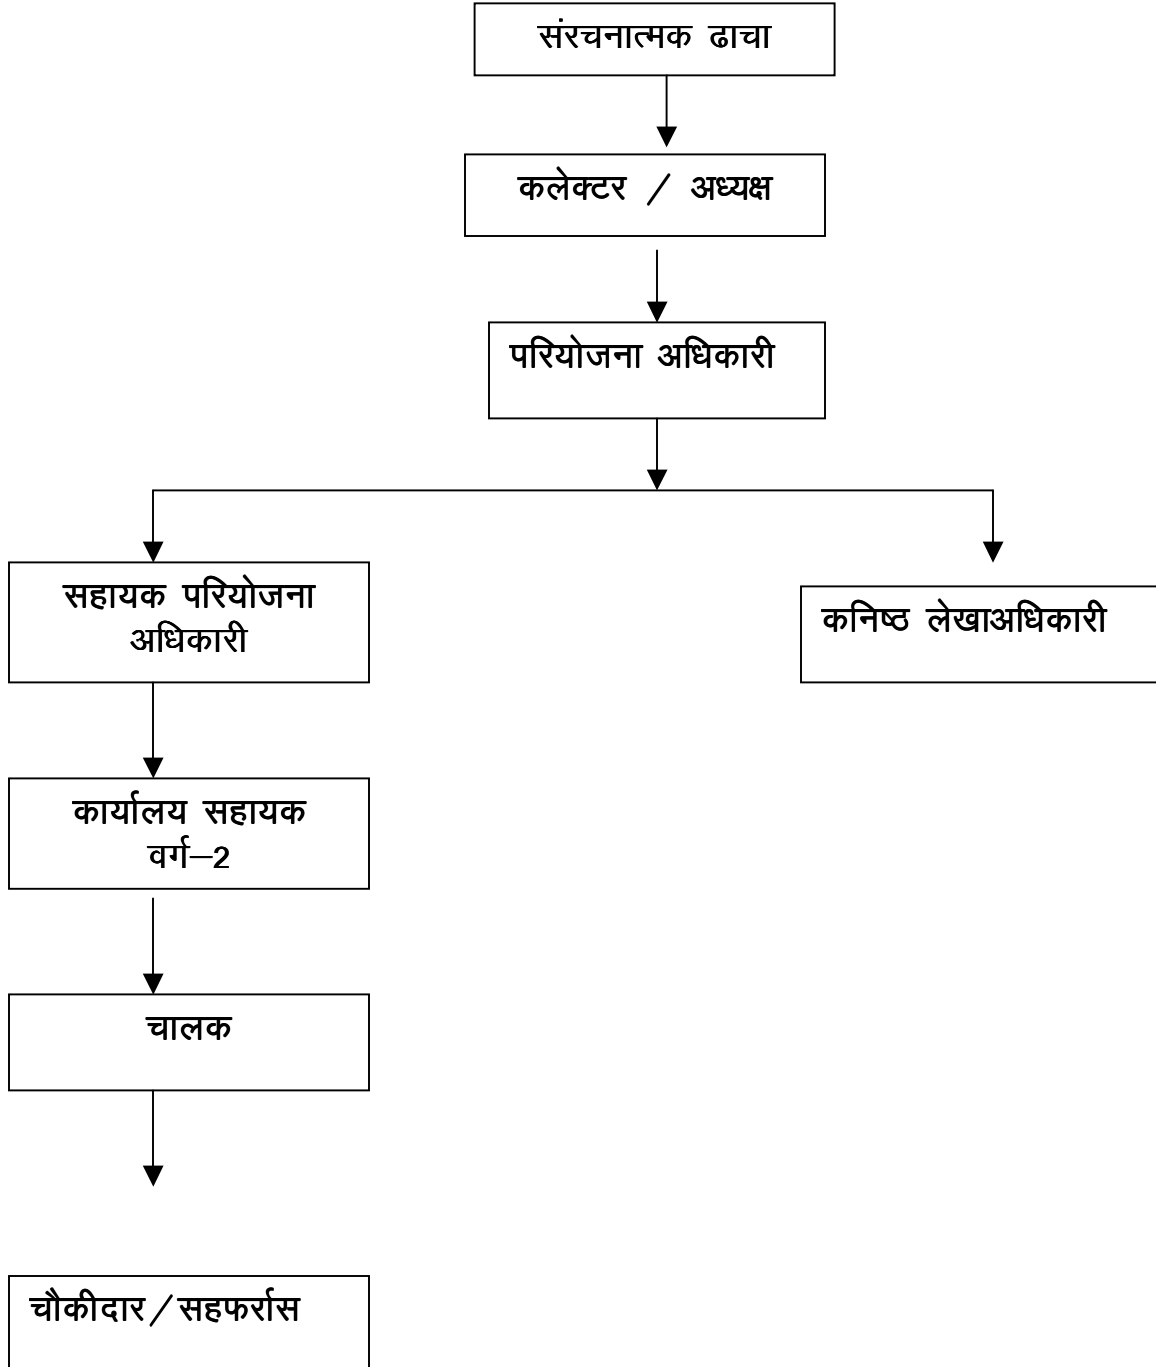 संरचनात्मक ढाचा
कलेक्टर / अध्यक्ष
परियोजना अधिकारी
सहायक परियोजना
अधिकारी
कनिष्ठ लेखाअधिकारी
कार्यालय सहायक
वर्ग–2
चालक
चौकीदार/सहफर्रास